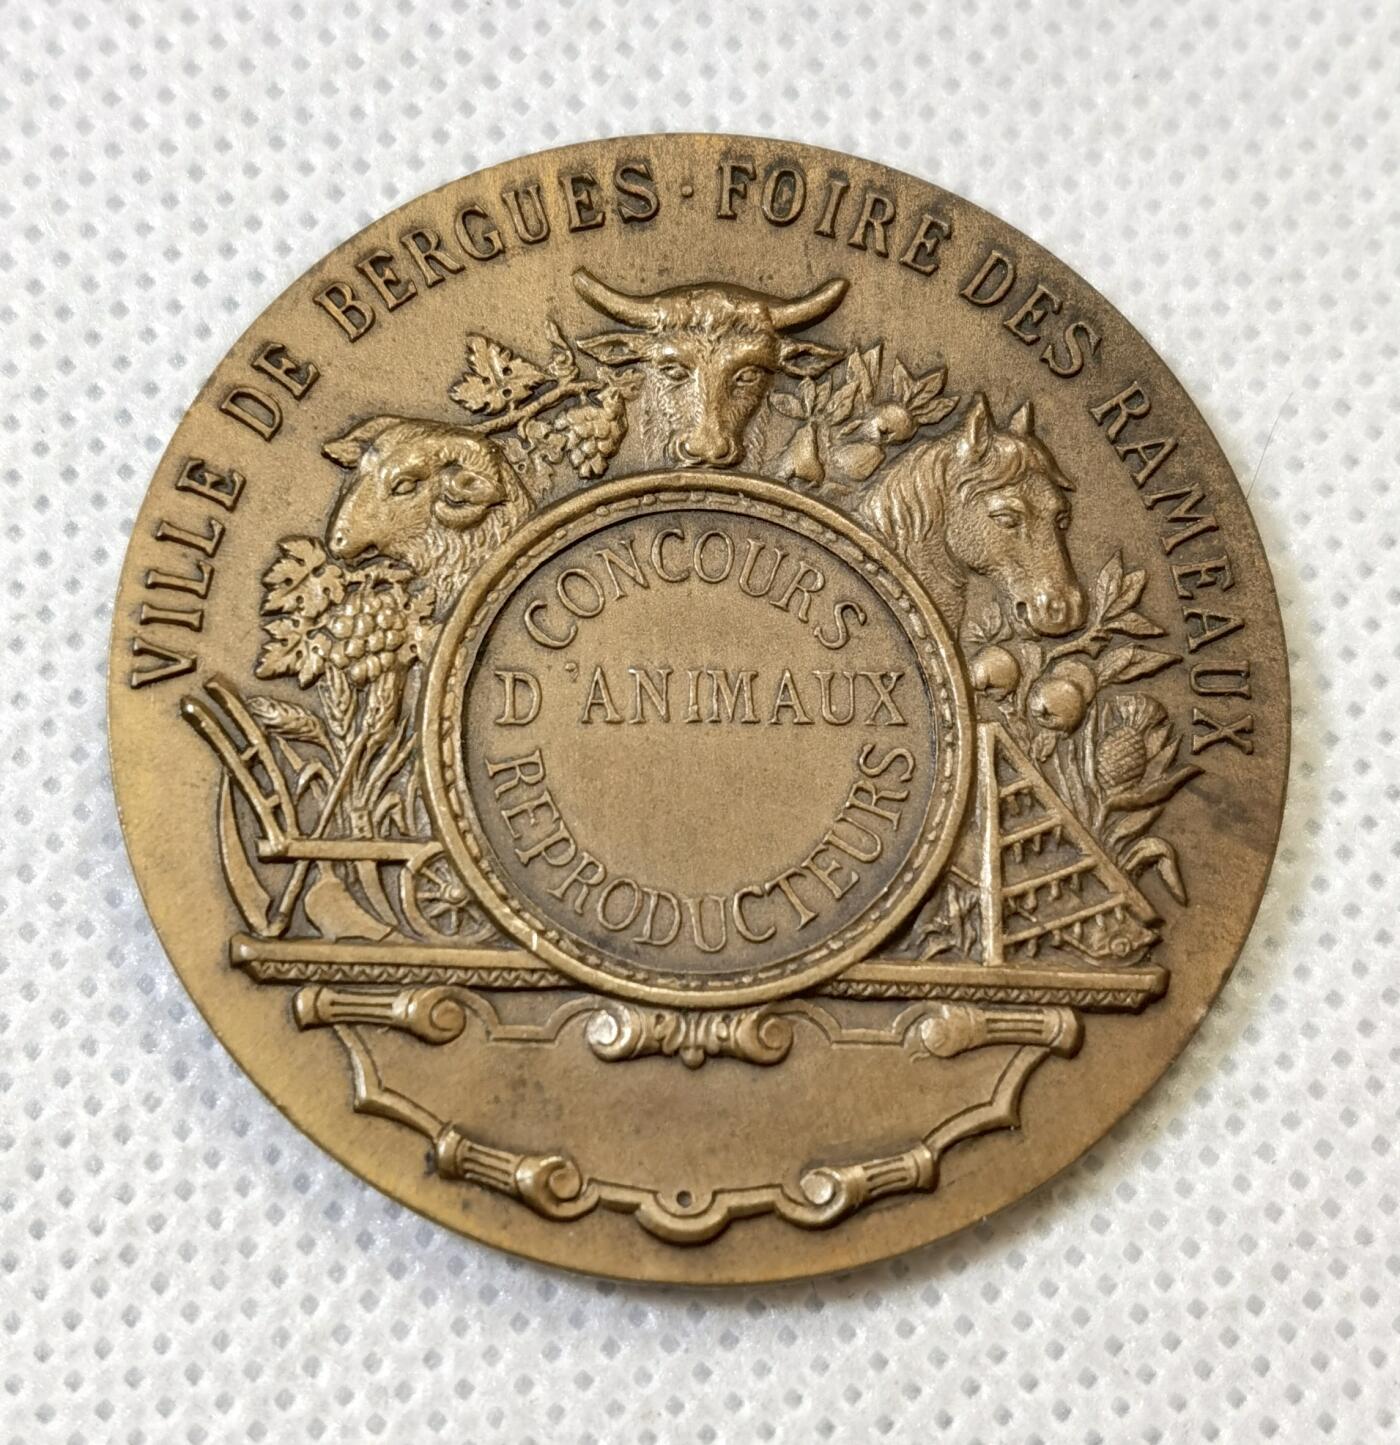 VILLE DE BERGUES · FOIRE DES RAMEAUX
CONCOURS
D'ANIMAUX
REPRODUCTEURS